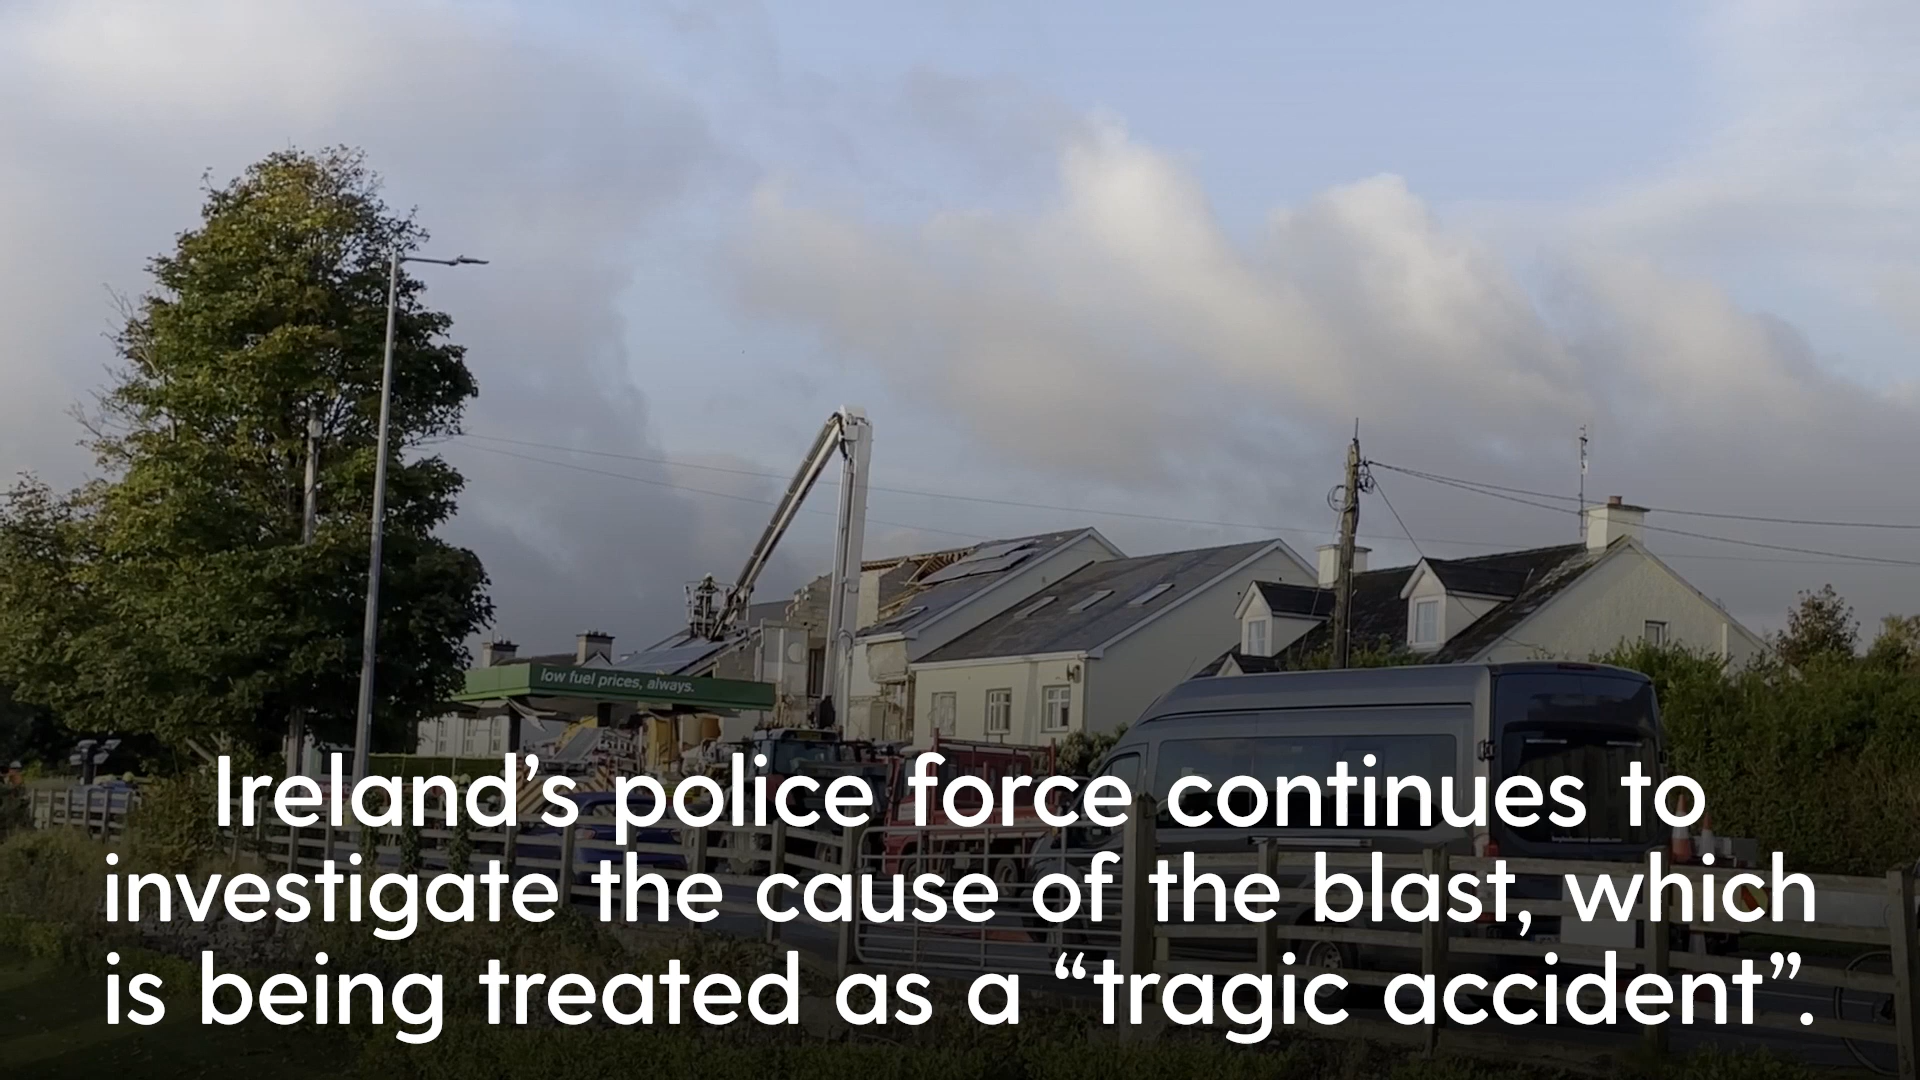 low fuel prices, always.
Ireland’s police force continues to
investigate the cause of the blast, which
is being treated as a “tragic accident”.